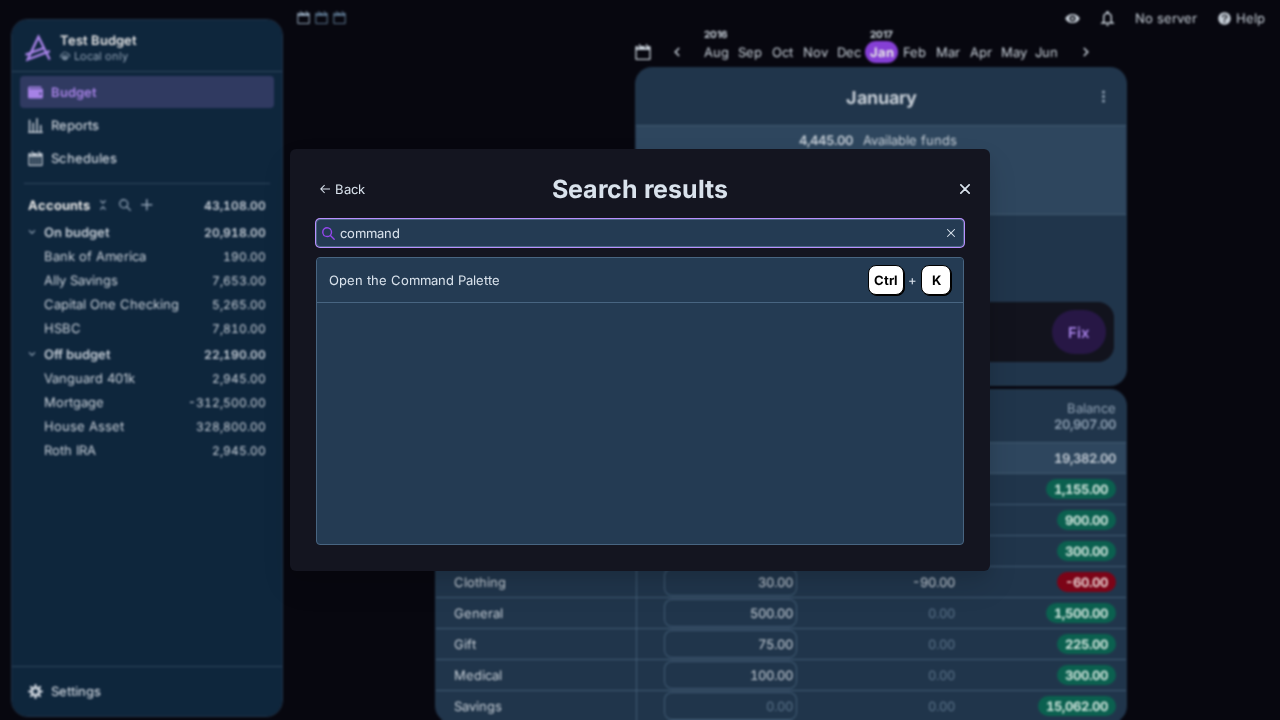 No server
Help
Test Budget
Local only
Budget
Reports
Schedules
Accounts 43,108.00
On budget 20,918.00
Bank of America 190.00
Ally Savings 7,653.00
Capital One Checking 5,265.00
HSBC 7,810.00
Off budget 22,190.00
Vanguard 401k 2,945.00
Mortgage -312,500.00
House Asset 328,800.00
Roth IRA 2,945.00
Settings
2016 2017
Aug Sep Oct Nov Dec Jan Feb Mar Apr May Jun
January
4,445.00 Available funds
← Back
Search results
command
Open the Command Palette Ctrl + K
Fix
Balance
20,907.00
19,382.00
1,155.00
900.00
300.00
Clothing 30.00 -90.00 -60.00
General 500.00 0.00 1,500.00
Gift 75.00 0.00 225.00
Medical 100.00 0.00 300.00
Savings 0.00 0.00 15,062.00